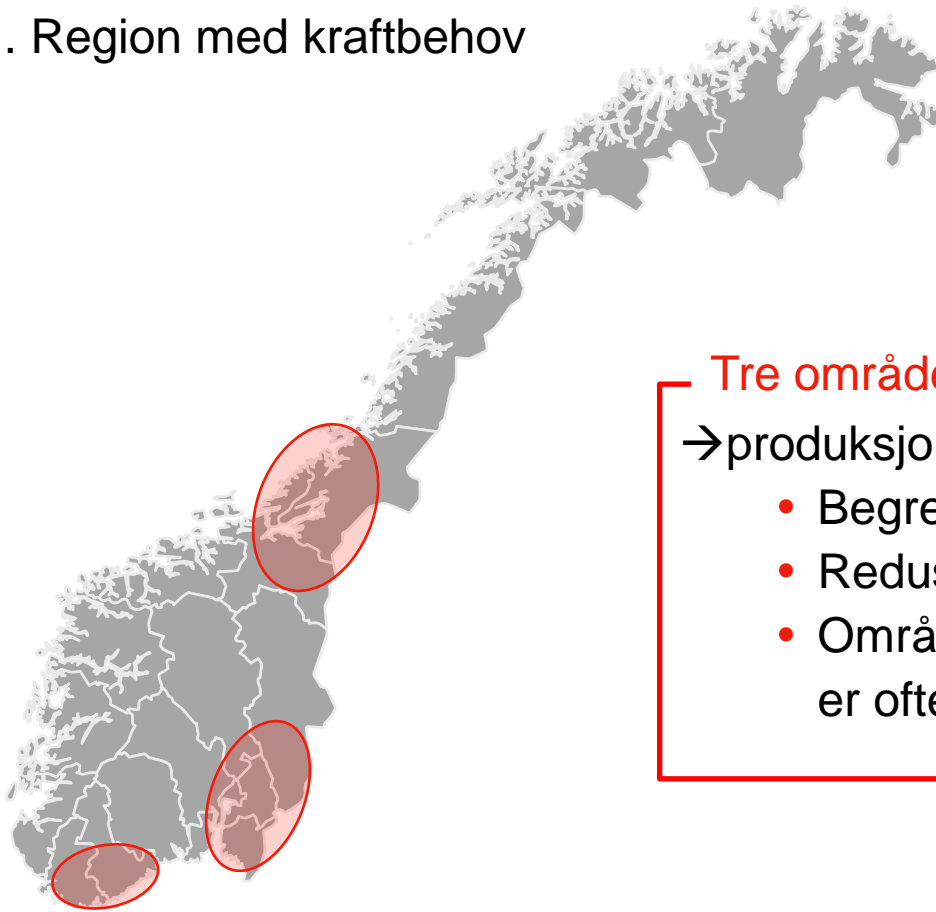 . Region med kraftbehov
Tre område
→produksjo
• Begre
• Redus
• Områ
er ofte